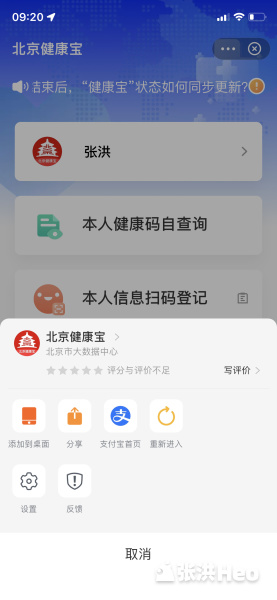 09:20
北京健康宝
结束后，“健康宝”状态如何同步更新?
张洪
本人健康码自查询
本人信息扫码登记
北京健康宝
北京市大数据中心
评分与评价不足
写评价
添加到桌面
分享
支付宝首页
重新进入
设置
反馈
取消
张洪Heo